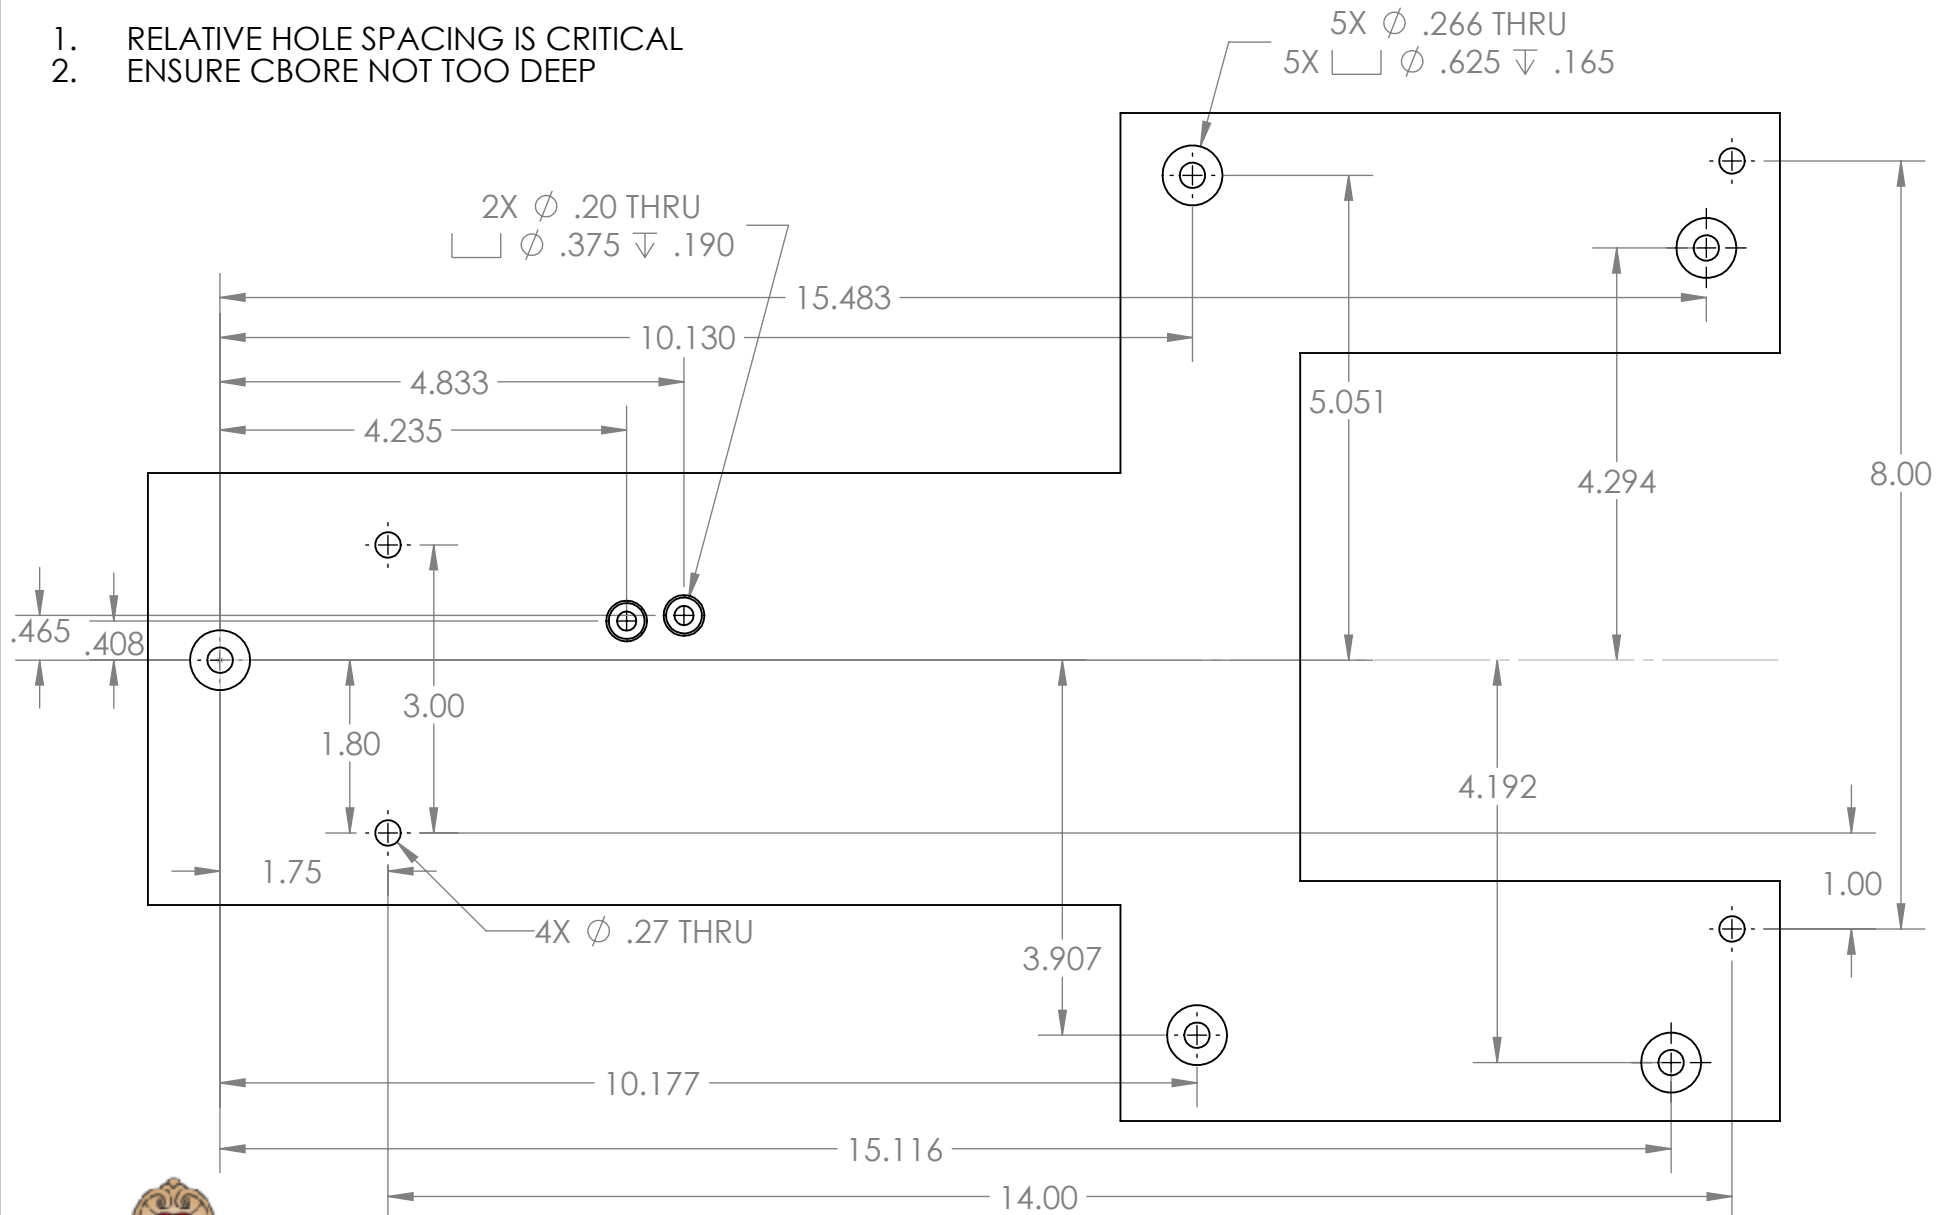 1. RELATIVE HOLE SPACING IS CRITICAL
2. ENSURE CBORE NOT TOO DEEP
5X ∅ .266 THRU
5X ⌴ ∅ .625 ↧ .165
2X ∅ .20 THRU
⌴ ∅ .375 ↧ .190
15.483
10.130
4.833
4.235
5.051
4.294
8.00
.465
.408
3.00
1.80
4.192
1.75
1.00
4X ∅ .27 THRU
3.907
10.177
15.116
14.00